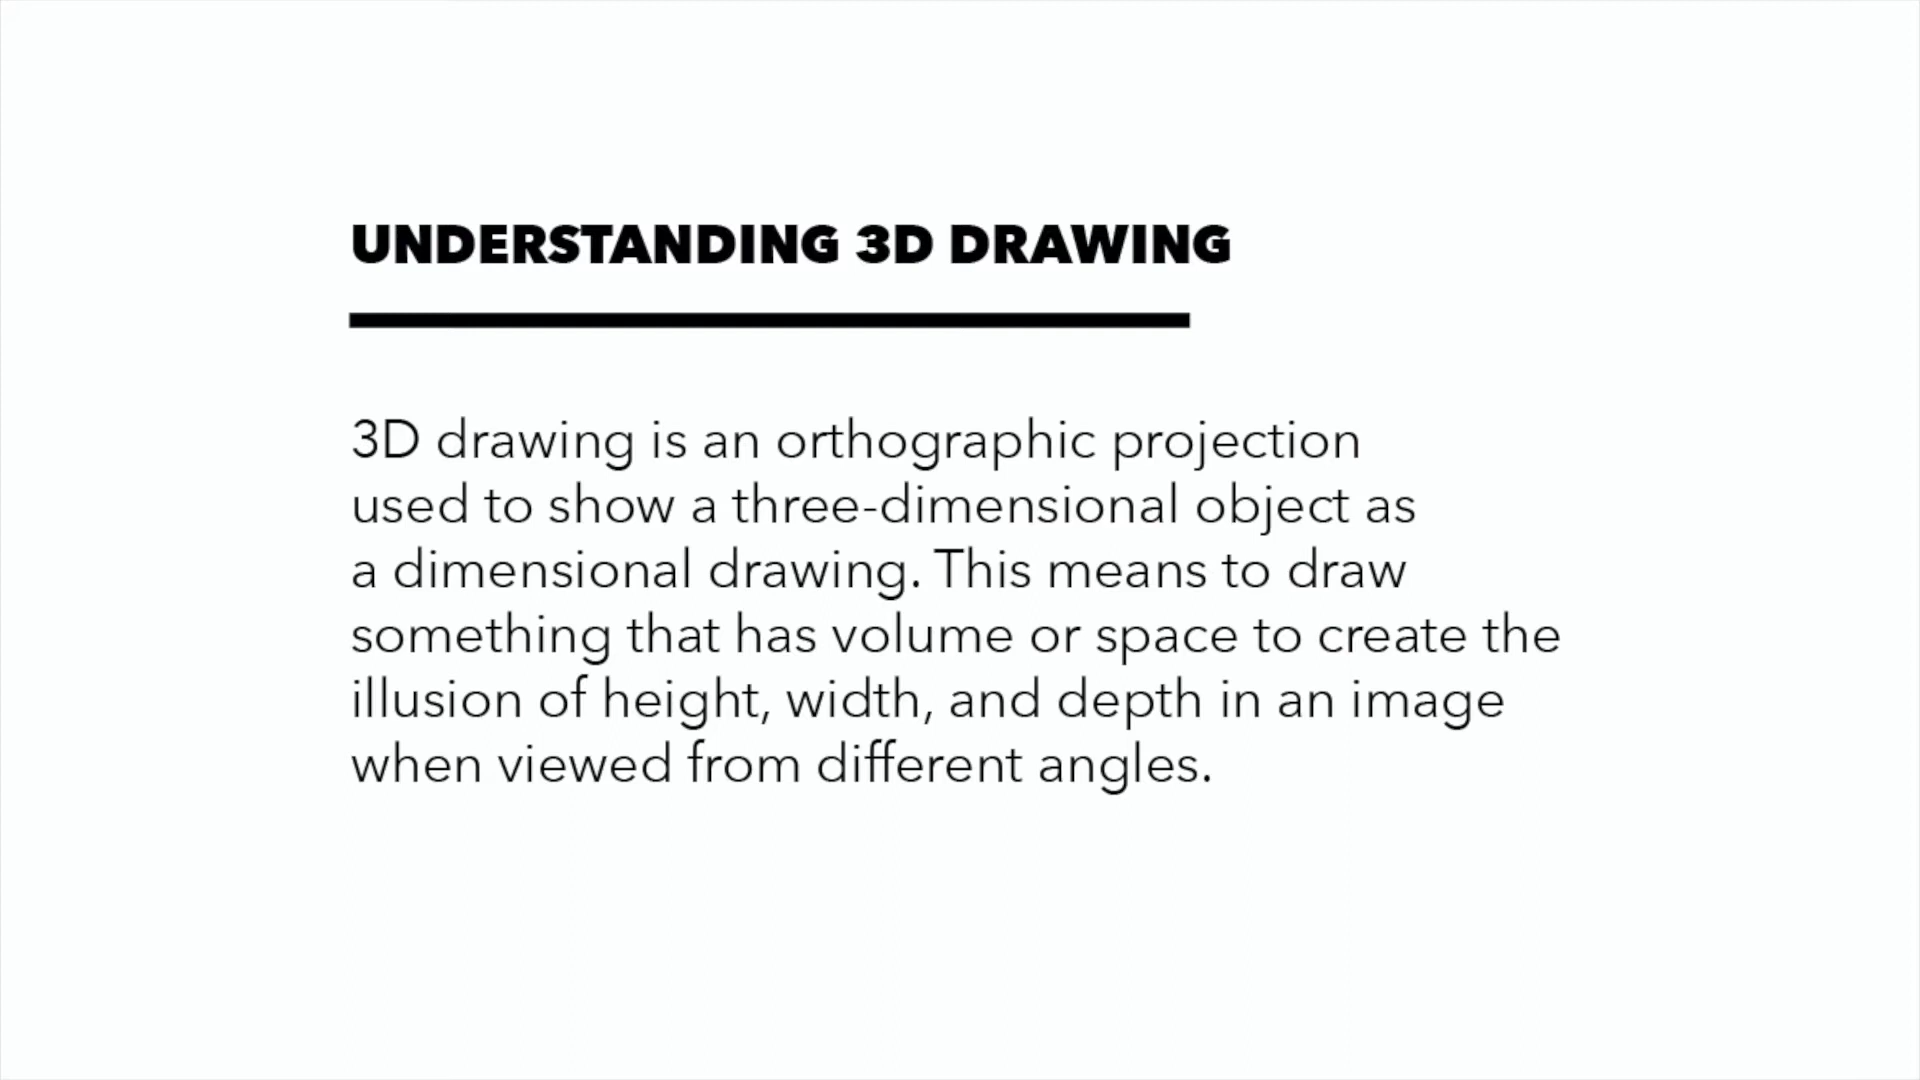 UNDERSTANDING 3D DRAWING
3D drawing is an orthographic projection
used to show a three-dimensional object as
a dimensional drawing. This means to draw
something that has volume or space to create the
illusion of height, width, and depth in an image
when viewed from different angles.